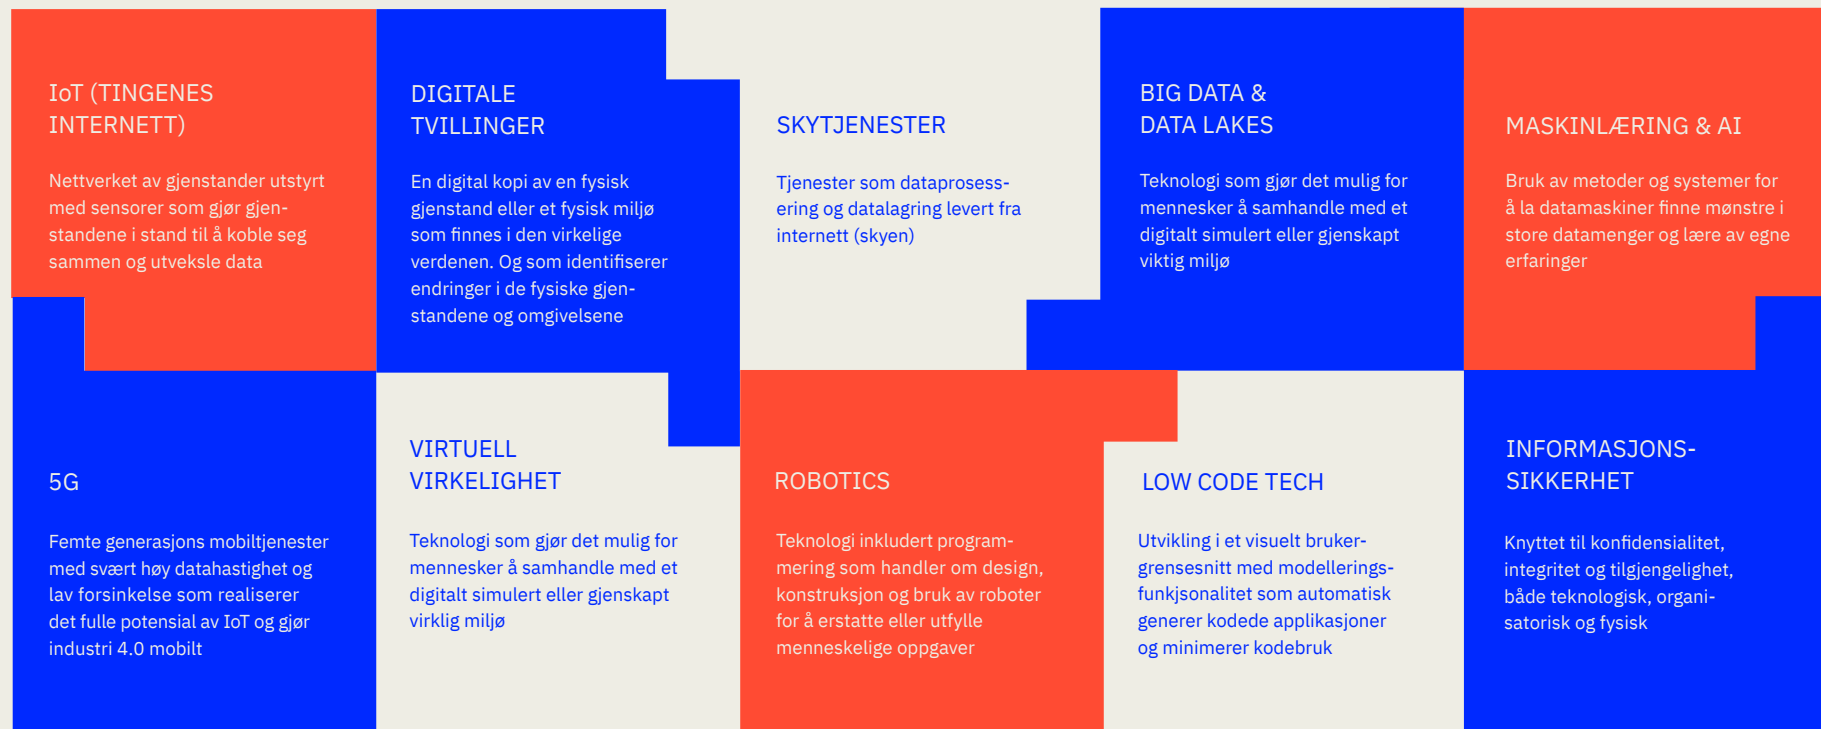 IoT (TINGENES
INTERNETT)
Nettverket av gjenstander utstyrt
med sensorer som gjør gjen-
standene i stand til å koble seg
sammen og utveksle data
DIGITALE
TVILLINGER
En digital kopi av en fysisk
gjenstand eller et fysisk miljø
som finnes i den virkelige
verdenen. Og som identifiserer
endringer i de fysiske gjen-
standene og omgivelsene
SKYTJENESTER
Tjenester som dataprosess-
ering og datalagring levert fra
internett (skyen)
BIG DATA &
DATA LAKES
Teknologi som gjør det mulig for
mennesker å samhandle med et
digitalt simulert eller gjenskapt
viktig miljø
MASKINLÆRING & AI
Bruk av metoder og systemer for
å la datamaskiner finne mønstre i
store datamenger og lære av egne
erfaringer
5G
Femte generasjons mobiltjenester
med svært høy datahastighet og
lav forsinkelse som realiserer
det fulle potensial av IoT og gjør
industri 4.0 mobilt
VIRTUELL
VIRKELIGHET
Teknologi som gjør det mulig for
mennesker å samhandle med et
digitalt simulert eller gjenskapt
virklig miljø
ROBOTICS
Teknologi inkludert program-
mering som handler om design,
konstruksjon og bruk av roboter
for å erstatte eller utfylle
menneskelige oppgaver
LOW CODE TECH
Utvikling i et visuelt bruker-
grensesnitt med modellerings-
funkjsonalitet som automatisk
generer kodede applikasjoner
og minimerer kodebruk
INFORMASJONS-
SIKKERHET
Knyttet til konfidensialitet,
integritet og tilgjengelighet,
både teknologisk, organi-
satorisk og fysisk